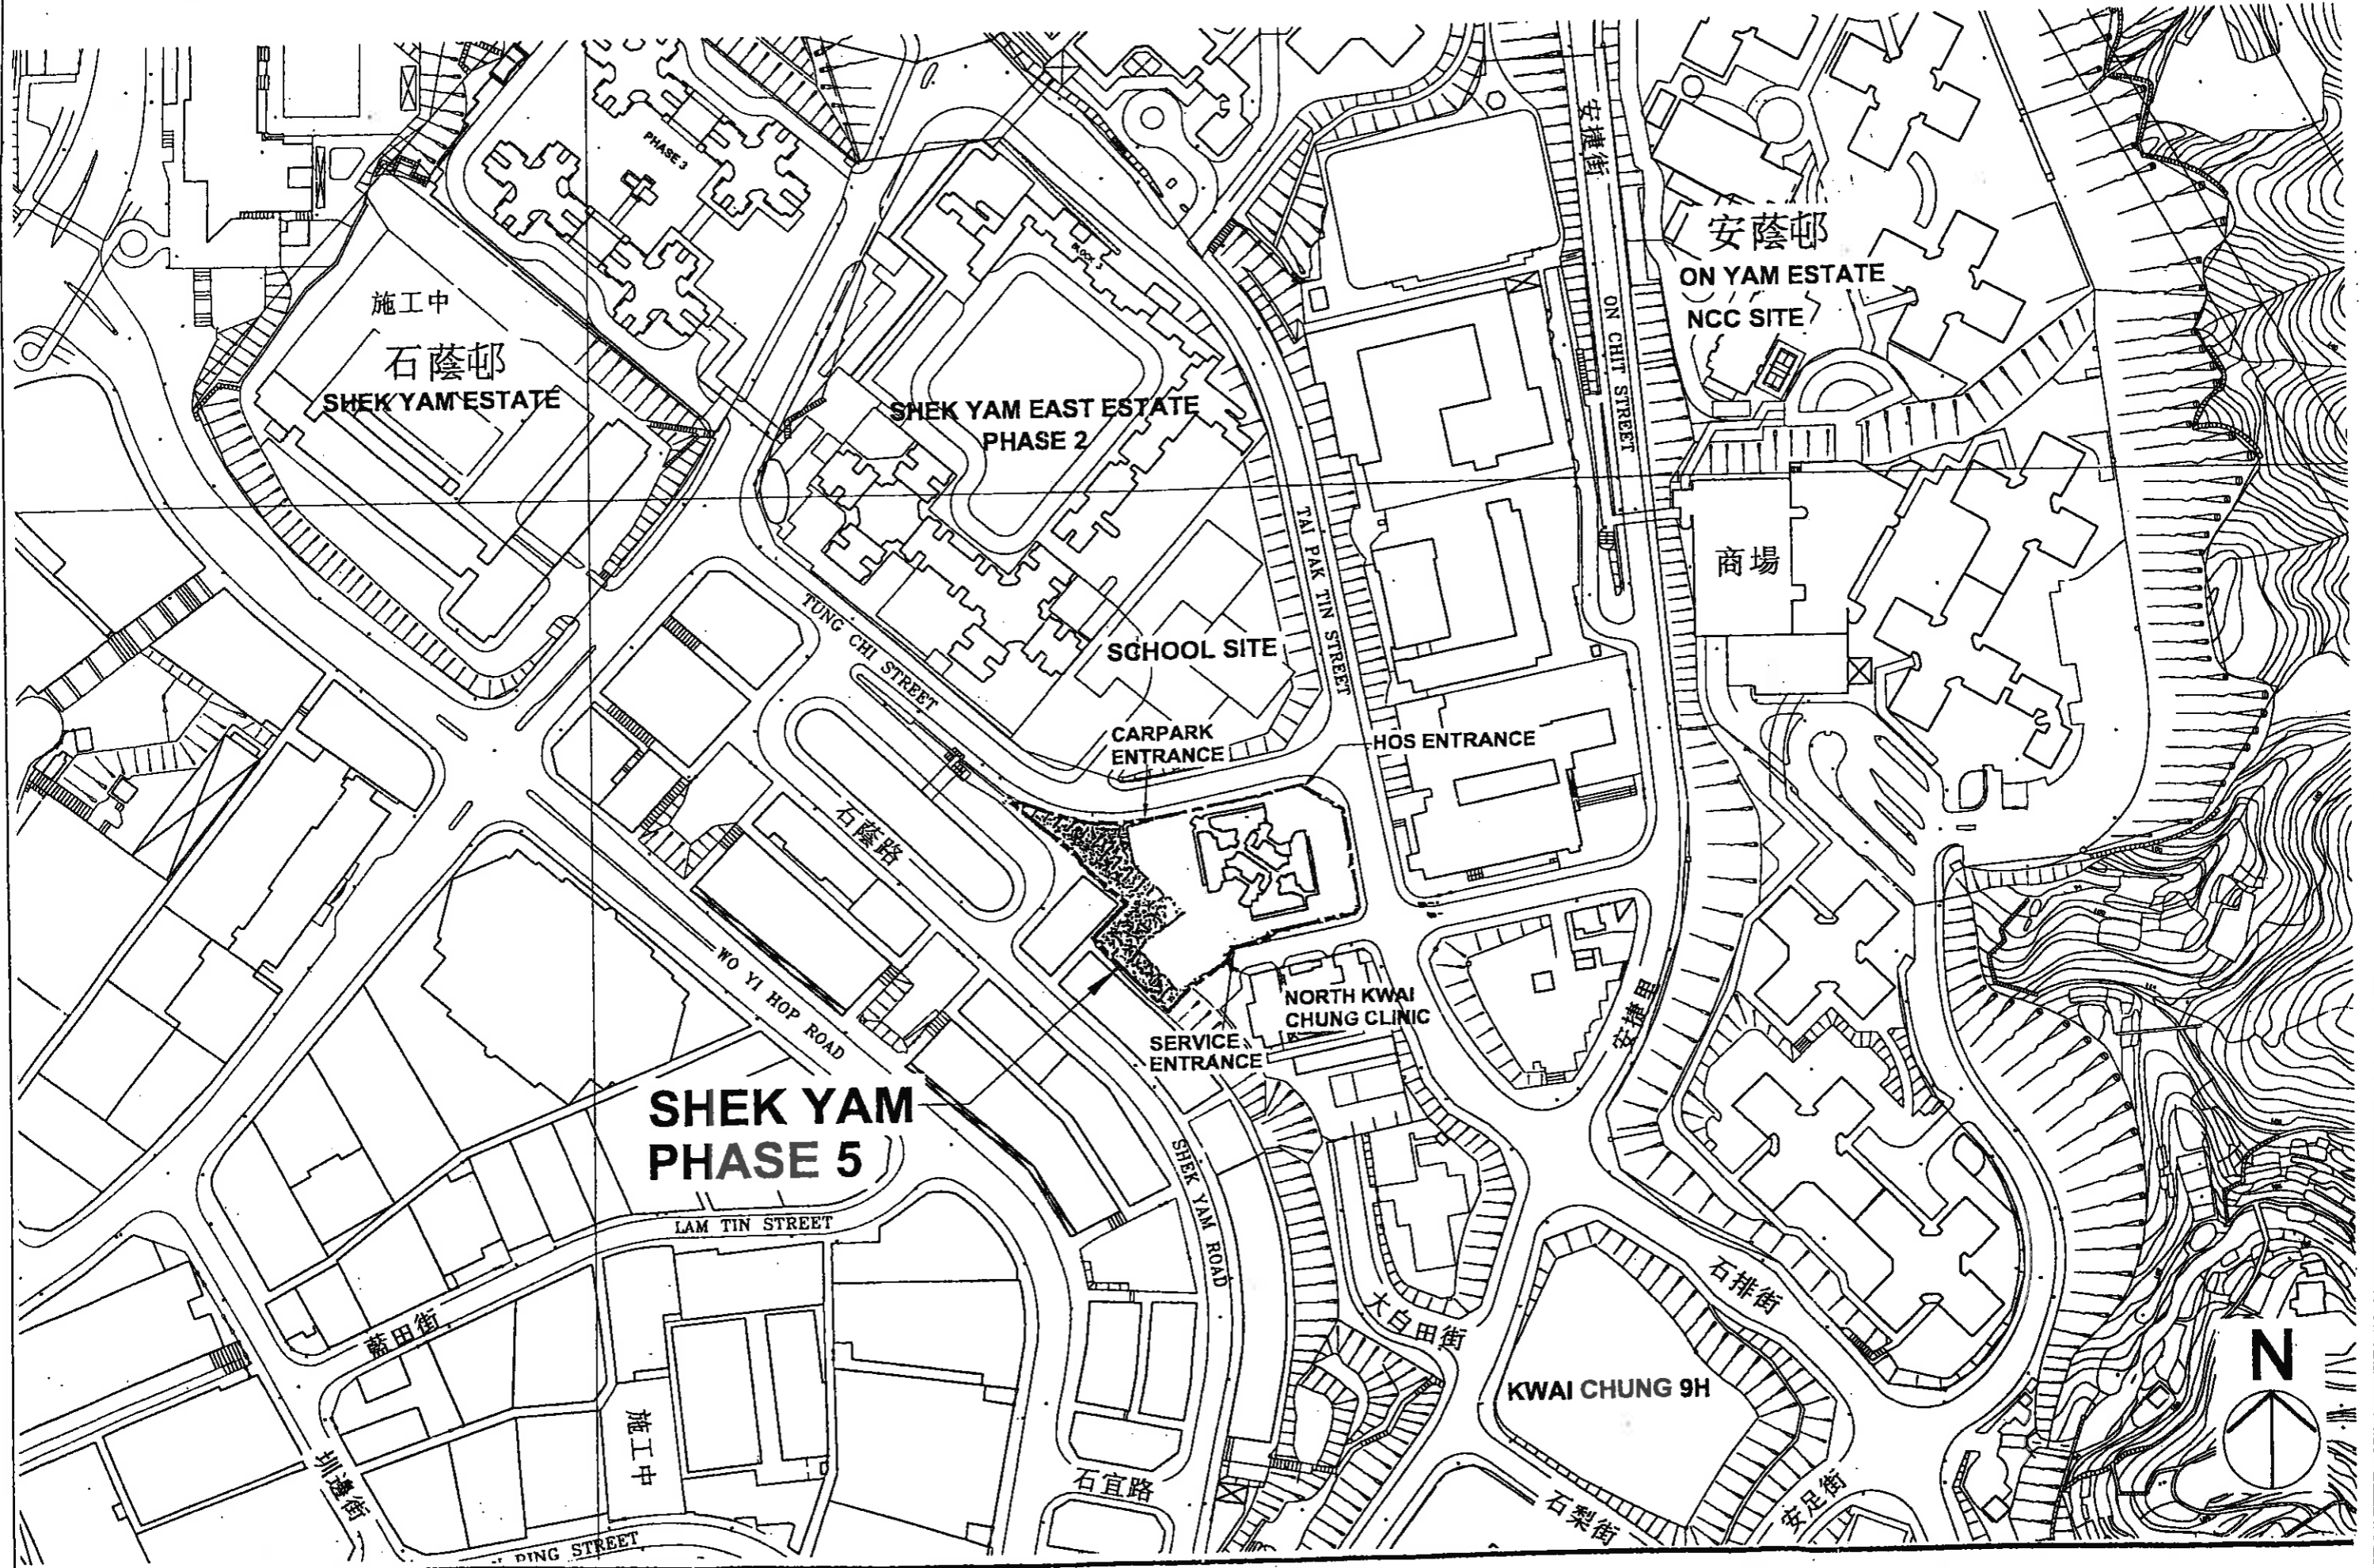 PHASE 3
BLOCK 3
安捷街
安蔭邨
ON YAM ESTATE
NCC SITE
施工中
石蔭邨
SHEK YAM ESTATE
SHEK YAM EAST ESTATE
PHASE 2
ON CHIT STREET
TAI PAK TIN STREET
商場
TUNG CHI STREET
SCHOOL SITE
CARPARK
ENTRANCE
HOS ENTRANCE
石蔭路
WO YI HOP ROAD
NORTH KWAI
CHUNG CLINIC
SERVICE
ENTRANCE
安捷里
SHEK YAM
PHASE 5
SHEK YAM ROAD
LAM TIN STREET
藍田街
大白田街
石排街
KWAI CHUNG 9H
N
施工中
圳邊街
石宜路
石梨街
安足街
PING STREET